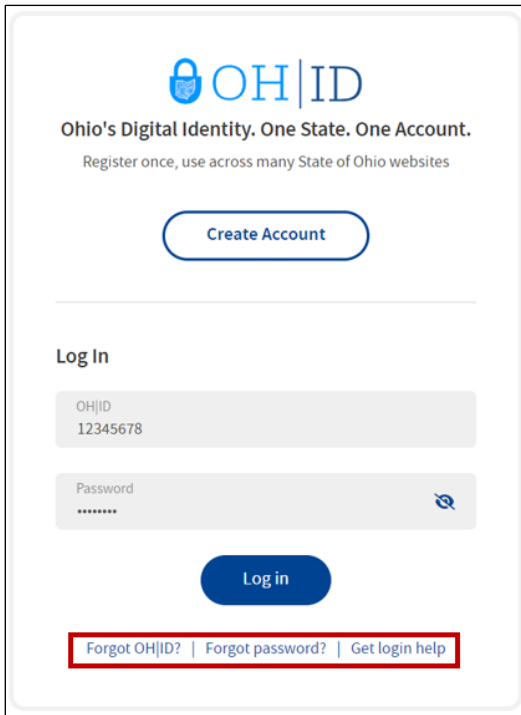 OH|ID
Ohio's Digital Identity. One State. One Account.
Register once, use across many State of Ohio websites
Create Account
Log In
OH|ID
12345678
Password
••••••••
Log in
Forgot OH|ID? | Forgot password? | Get login help